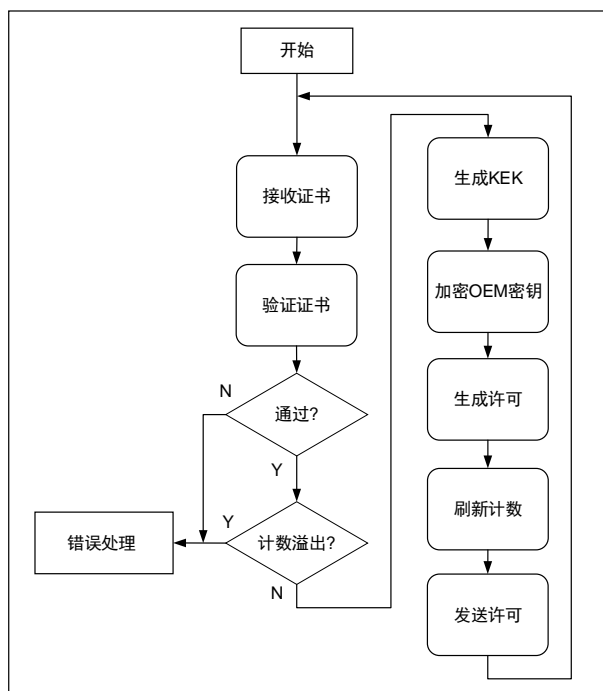 开始
接收证书
验证证书
N
通过?
Y
Y
计数溢出?
错误处理
N
生成KEK
加密OEM密钥
生成许可
刷新计数
发送许可